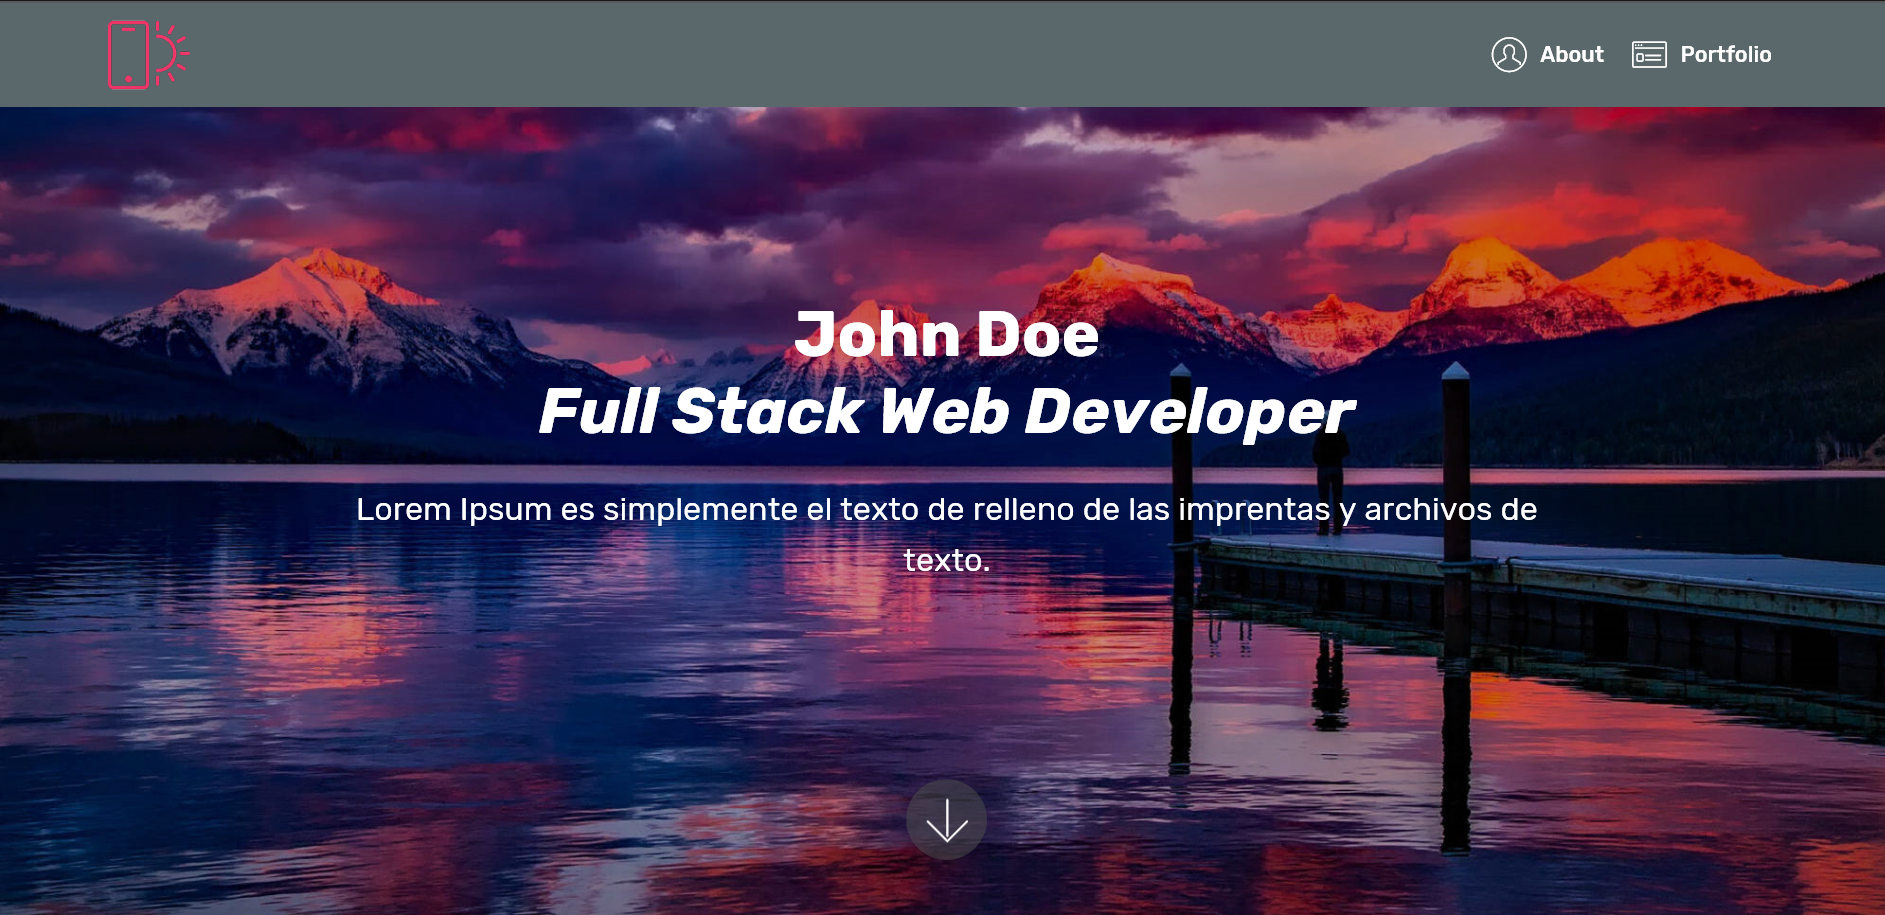 About
Portfolio
John Doe
Full Stack Web Developer
Lorem Ipsum es simplemente el texto de relleno de las imprentas y archivos de
texto.